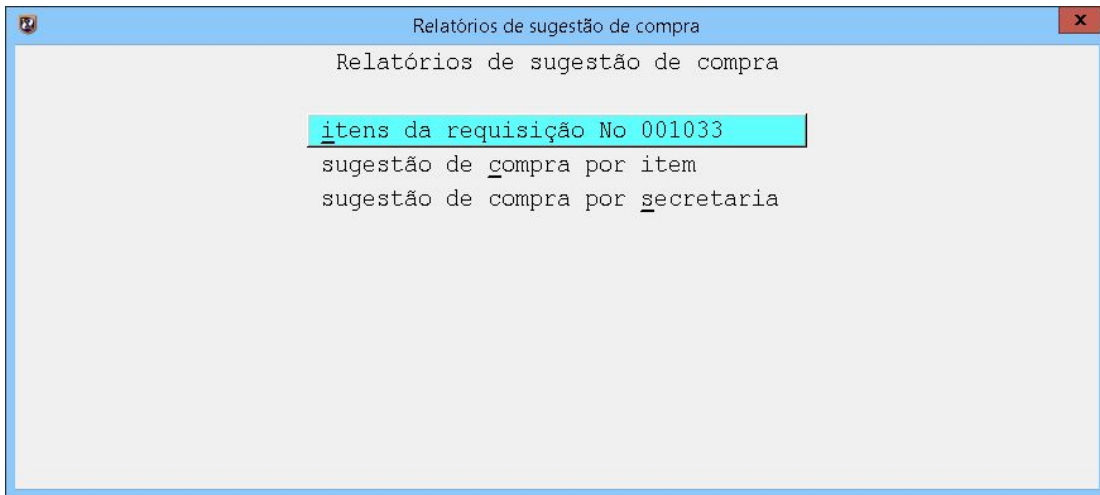 Relatórios de sugestão de compra
x
Relatórios de sugestão de compra
itens da requisição No 001033
sugestão de compra por item
sugestão de compra por secretaria